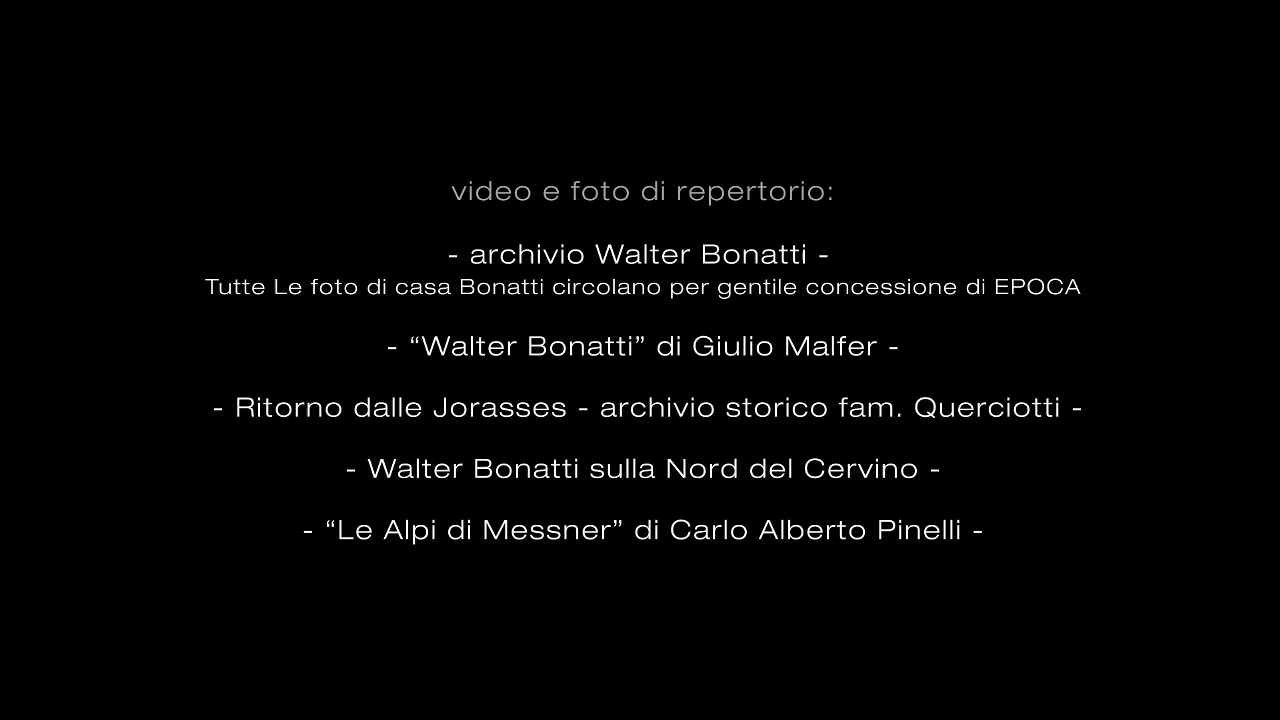 video e foto di repertorio:
- archivio Walter Bonatti -
Tutte Le foto di casa Bonatti circolano per gentile concessione di EPOCA
- “Walter Bonatti” di Giulio Malfer -
- Ritorno dalle Jorasses - archivio storico fam. Querciotti -
- Walter Bonatti sulla Nord del Cervino -
- “Le Alpi di Messner” di Carlo Alberto Pinelli -